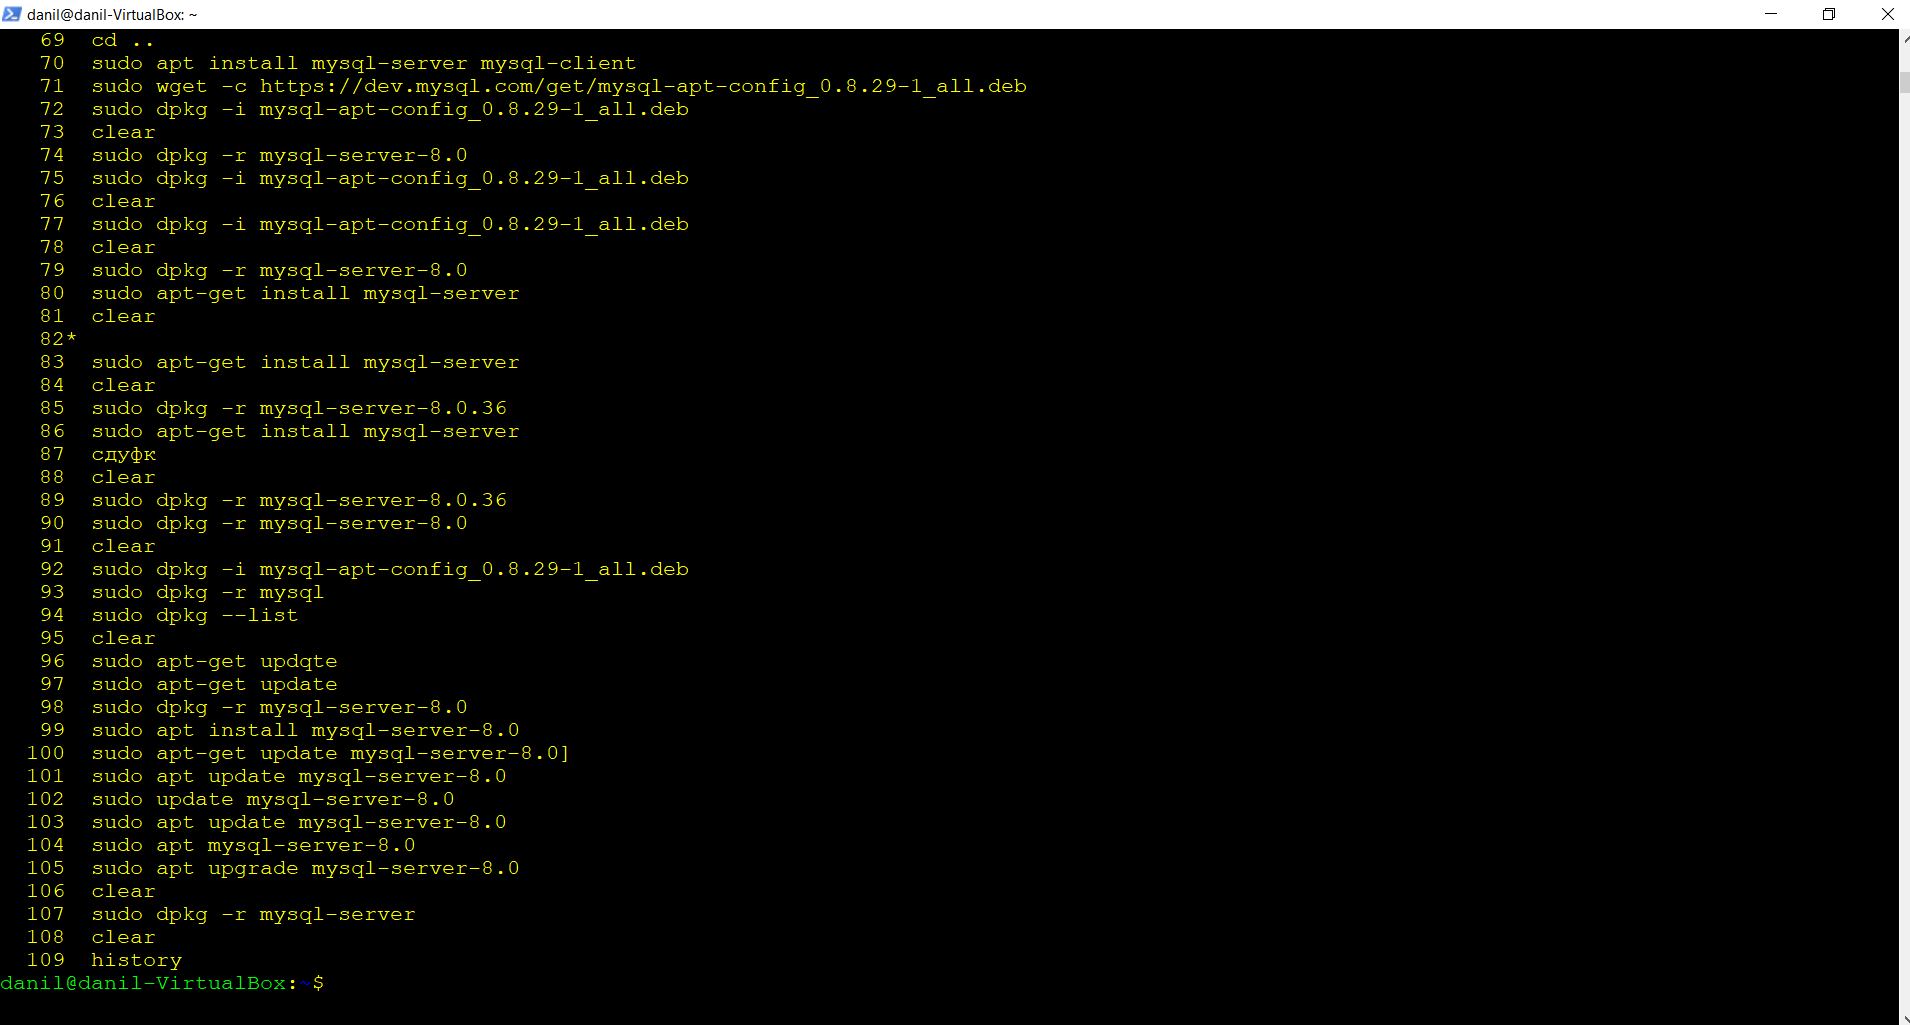 danil@danil-VirtualBox: ~
69 cd ..
70 sudo apt install mysql-server mysql-client
71 sudo wget -c https://dev.mysql.com/get/mysql-apt-config_0.8.29-1_all.deb
72 sudo dpkg -i mysql-apt-config_0.8.29-1_all.deb
73 clear
74 sudo dpkg -r mysql-server-8.0
75 sudo dpkg -i mysql-apt-config_0.8.29-1_all.deb
76 clear
77 sudo dpkg -i mysql-apt-config_0.8.29-1_all.deb
78 clear
79 sudo dpkg -r mysql-server-8.0
80 sudo apt-get install mysql-server
81 clear
82*
83 sudo apt-get install mysql-server
84 clear
85 sudo dpkg -r mysql-server-8.0.36
86 sudo apt-get install mysql-server
87 сдуфк
88 clear
89 sudo dpkg -r mysql-server-8.0.36
90 sudo dpkg -r mysql-server-8.0
91 clear
92 sudo dpkg -i mysql-apt-config_0.8.29-1_all.deb
93 sudo dpkg -r mysql
94 sudo dpkg --list
95 clear
96 sudo apt-get updqte
97 sudo apt-get update
98 sudo dpkg -r mysql-server-8.0
99 sudo apt install mysql-server-8.0
100 sudo apt-get update mysql-server-8.0]
101 sudo apt update mysql-server-8.0
102 sudo update mysql-server-8.0
103 sudo apt update mysql-server-8.0
104 sudo apt mysql-server-8.0
105 sudo apt upgrade mysql-server-8.0
106 clear
107 sudo dpkg -r mysql-server
108 clear
109 history
danil@danil-VirtualBox:~$